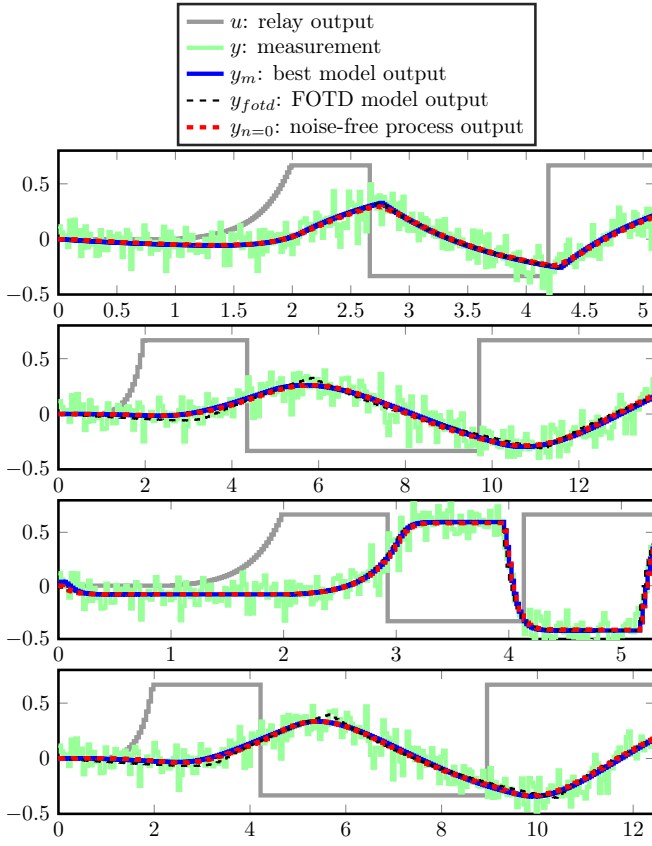 u: relay output
y: measurement
y_m: best model output
y_{fotd}: FOTD model output
y_{n=0}: noise-free process output
0.5
0
−0.5
0 0.5 1 1.5 2 2.5 3 3.5 4 4.5 5
0.5
0
−0.5
0 2 4 6 8 10 12
0.5
0
−0.5
0 1 2 3 4 5
0.5
0
−0.5
0 2 4 6 8 10 12